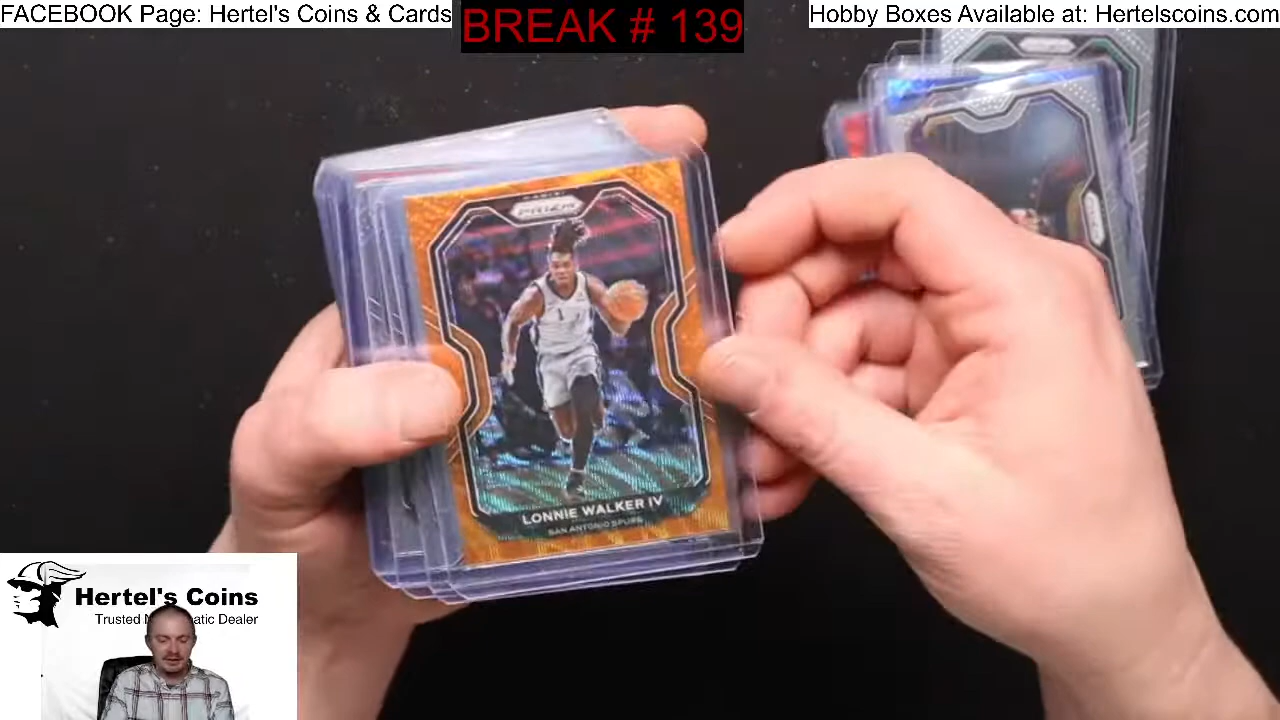 FACEBOOK Page: Hertel's Coins & Cards
BREAK # 139
Hobby Boxes Available at: Hertelscoins.com
PANINI
PRIZM
LONNIE WALKER IV
SAN ANTONIO SPURS
Hertel's Coins
Trusted N atic Dealer